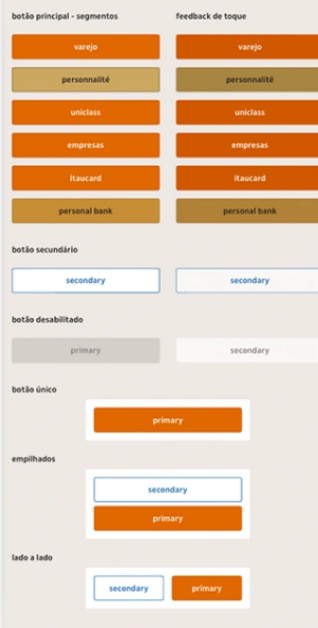 botão principal - segmentos
feedback de toque
varejo
varejo
personnalité
personnalité
uniclass
uniclass
empresas
empresas
itaucard
itaucard
personal bank
personal bank
botão secundário
secondary
secondary
botão desabilitado
primary
secondary
botão único
primary
empilhados
secondary
primary
lado a lado
secondary
primary